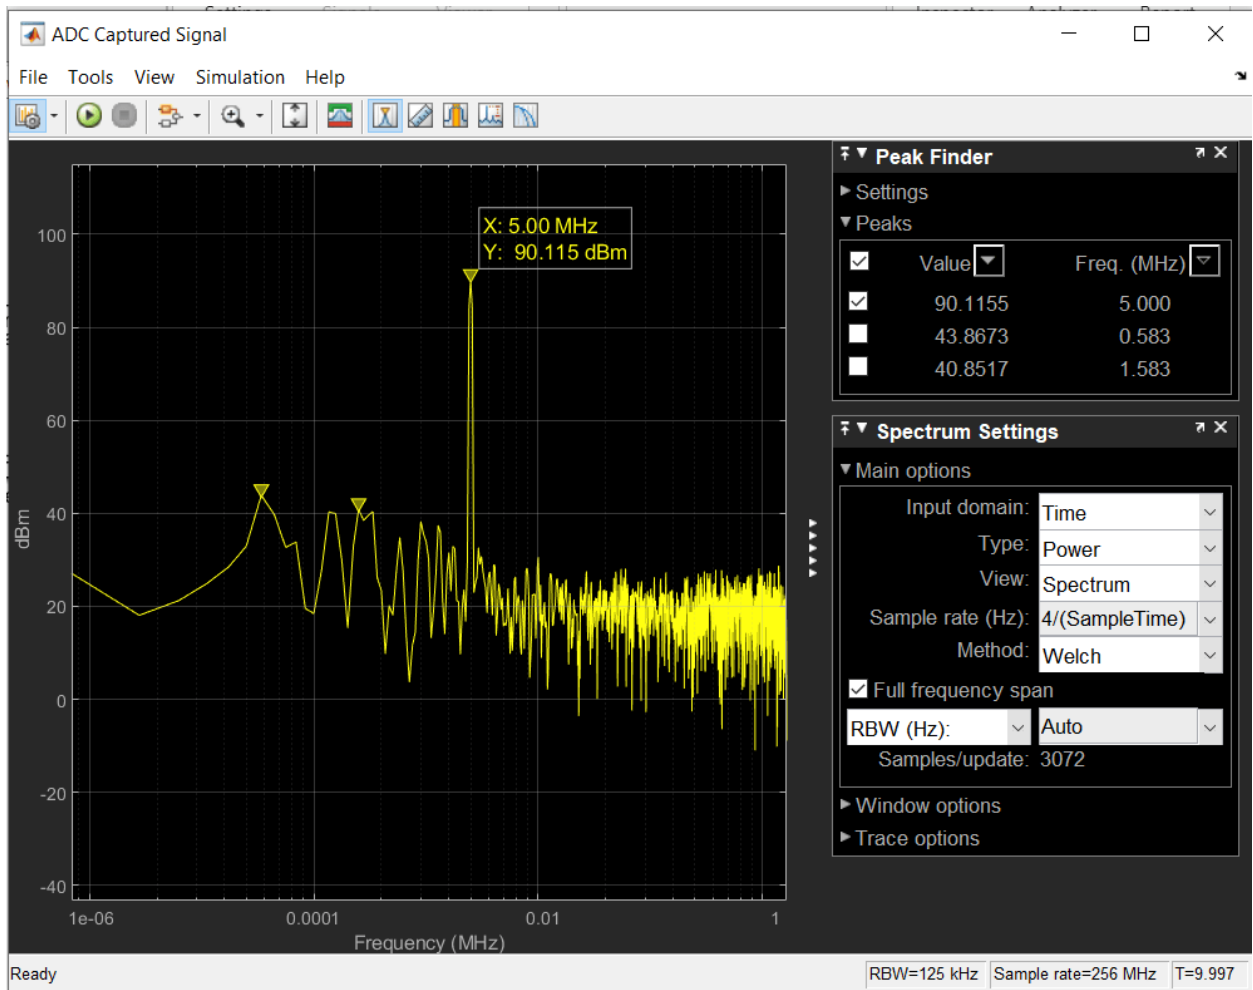 ADC Captured Signal
File Tools View Simulation Help
X: 5.00 MHz
Y: 90.115 dBm
100
80
60
40
20
0
-20
-40
dBm
1e-06 0.0001 0.01 1
Frequency (MHz)
Peak Finder
Settings
Peaks
Value Freq. (MHz)
90.1155 5.000
43.8673 0.583
40.8517 1.583
Spectrum Settings
Main options
Input domain: Time
Type: Power
View: Spectrum
Sample rate (Hz): 4/(SampleTime)
Method: Welch
Full frequency span
RBW (Hz): Auto
Samples/update: 3072
Window options
Trace options
Ready RBW=125 kHz Sample rate=256 MHz T=9.997